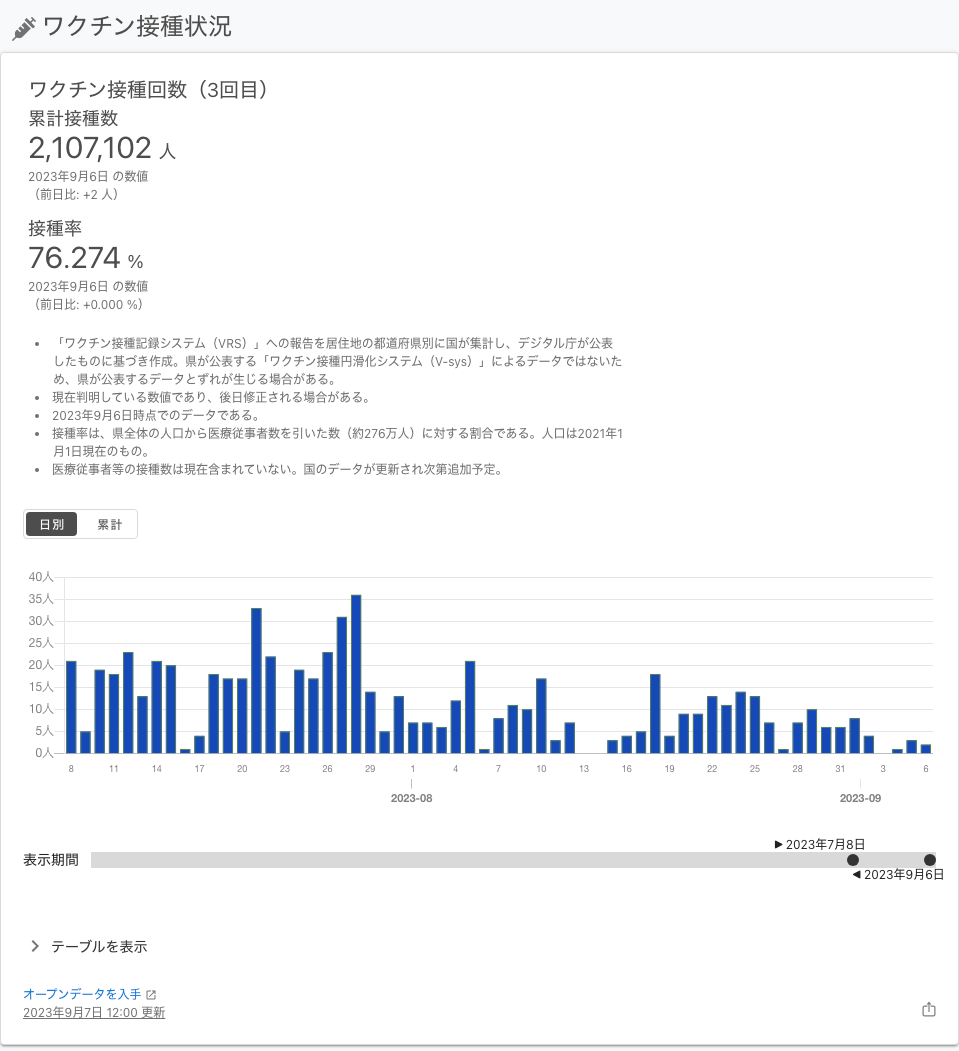 ワクチン接種状況
ワクチン接種回数（3回目）
累計接種数
2,107,102 人
2023年9月6日 の数値
（前日比: +2 人）
接種率
76.274 %
2023年9月6日 の数値
（前日比: +0.000 %）
• 「ワクチン接種記録システム（VRS）」への報告を居住地の都道府県別に国が集計し、デジタル庁が公表
したものに基づき作成。県が公表する「ワクチン接種円滑化システム（V-sys）」によるデータではないた
め、県が公表するデータとずれが生じる場合がある。
• 現在判明している数値であり、後日修正される場合がある。
• 2023年9月6日時点でのデータである。
• 接種率は、県全体の人口から医療従事者数を引いた数（約276万人）に対する割合である。人口は2021年1
月1日現在のもの。
• 医療従事者等の接種数は現在含まれていない。国のデータが更新され次第追加予定。
日別 累計
40人
35人
30人
25人
20人
15人
10人
5人
0人
8 11 14 17 20 23 26 29 1 4 7 10 13 16 19 22 25 28 31 3 6
2023-08 2023-09
▶ 2023年7月8日
表示期間
◀ 2023年9月6日
テーブルを表示
オープンデータを入手
2023年9月7日 12:00 更新